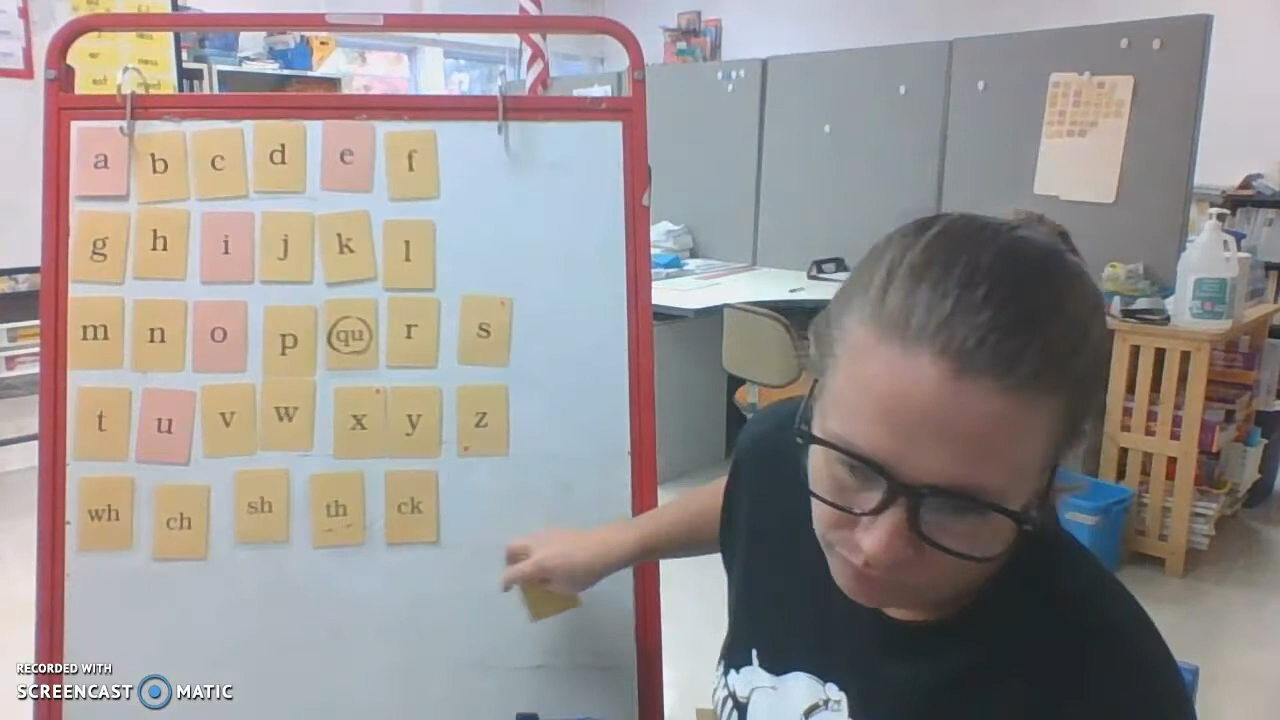 a b c d e f
g h i j k l
m n o p qu r s
t u v w x y z
wh ch sh th ck
RECORDED WITH
SCREENCAST MATIC